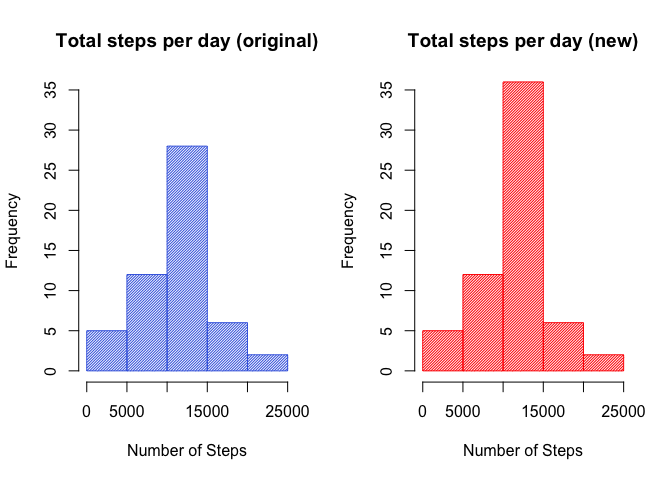 Total steps per day (original)
Frequency
35
30
25
20
15
10
5
0
0 5000 15000 25000
Number of Steps
Total steps per day (new)
Frequency
35
30
25
20
15
10
5
0
0 5000 15000 25000
Number of Steps